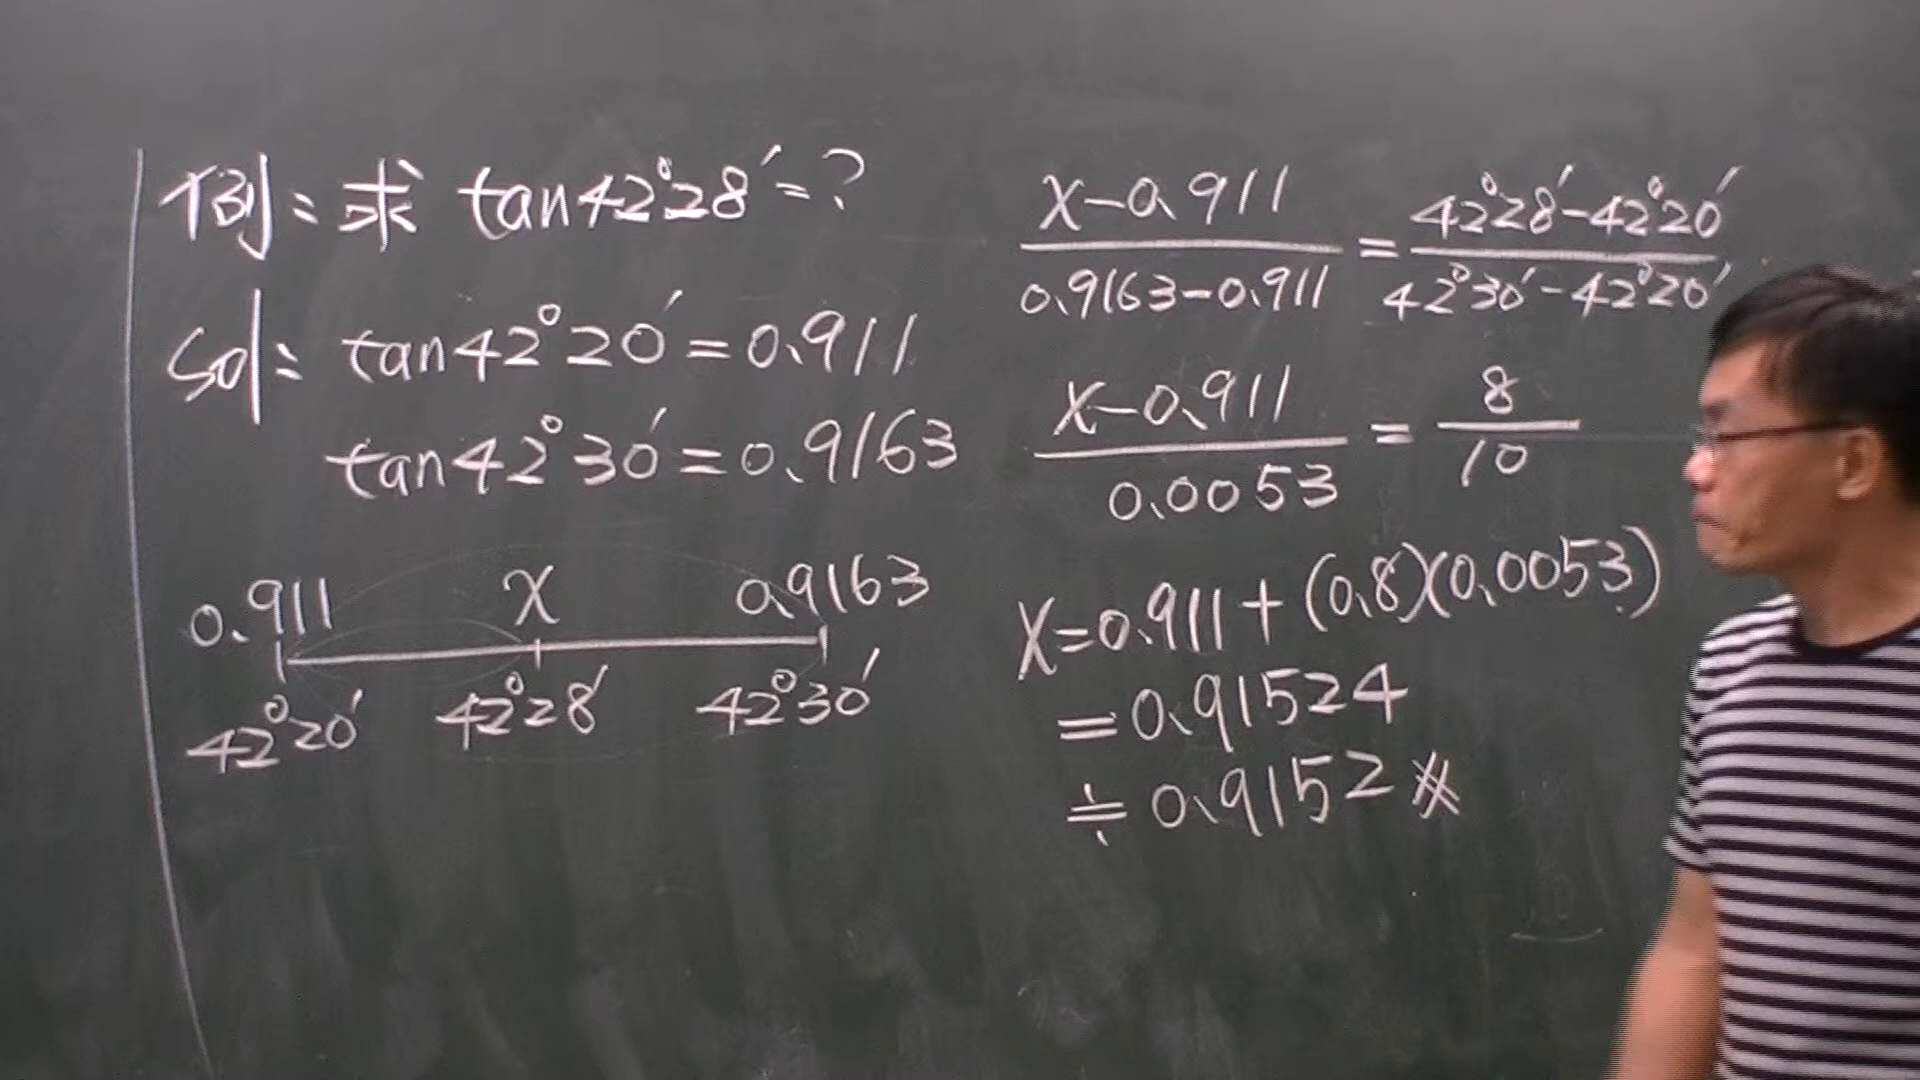 例：求 tan42°28′=?
sol：tan42°20′=0.911
tan42°30′=0.9163
0.911 x 0.9163
42°20′ 42°28′ 42°30′
x-0.911 / 0.9163-0.911 = 42°28′-42°20′ / 42°30′-42°20′
x-0.911 / 0.0053 = 8 / 10
x=0.911+(0.8)(0.0053)
=0.91524
≑0.9152 #